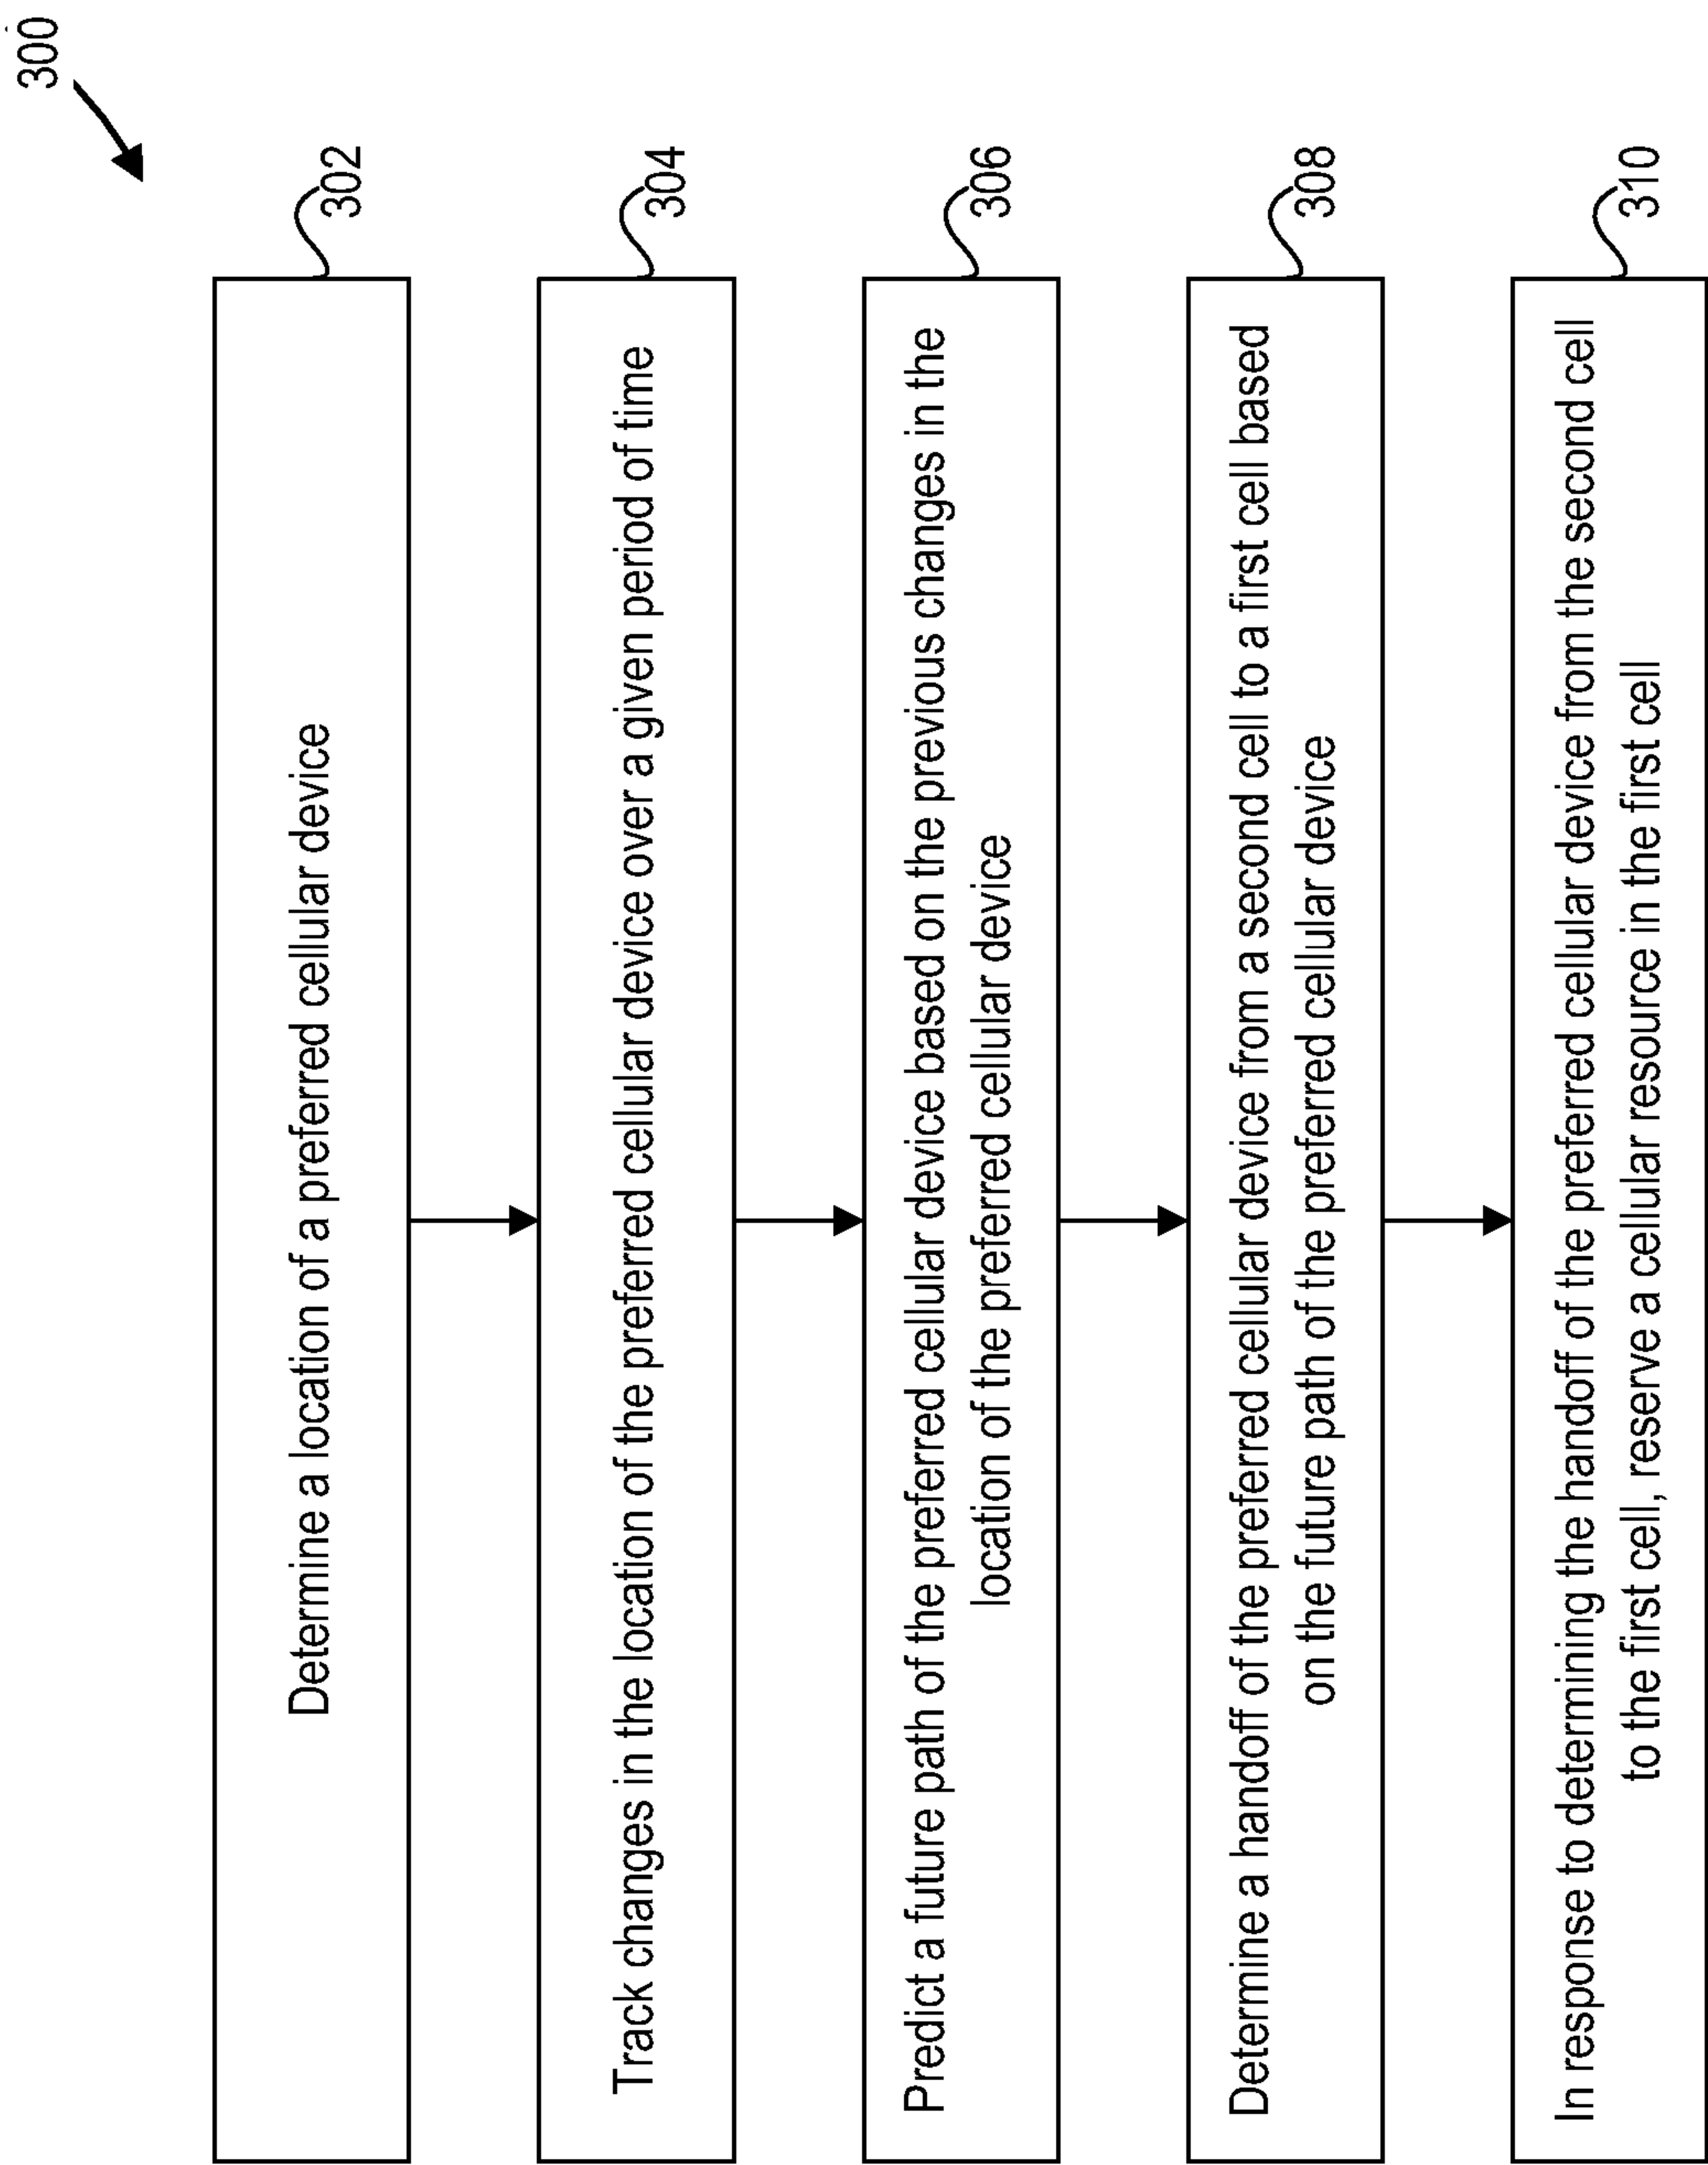 300
Determine a location of a preferred cellular device
302
Track changes in the location of the preferred cellular device over a given period of time
304
Predict a future path of the preferred cellular device based on the previous changes in the
location of the preferred cellular device
306
Determine a handoff of the preferred cellular device from a second cell to a first cell based
on the future path of the preferred cellular device
308
In response to determining the handoff of the preferred cellular device from the second cell
to the first cell, reserve a cellular resource in the first cell
310